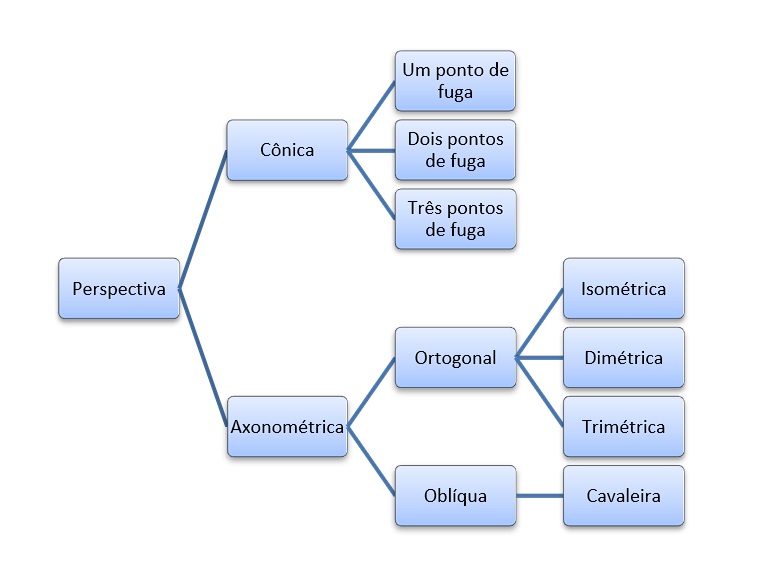 Um ponto de
fuga
Cônica
Dois pontos
de fuga
Três pontos
de fuga
Perspectiva
Isométrica
Ortogonal
Dimétrica
Axonométrica
Trimétrica
Oblíqua
Cavaleira